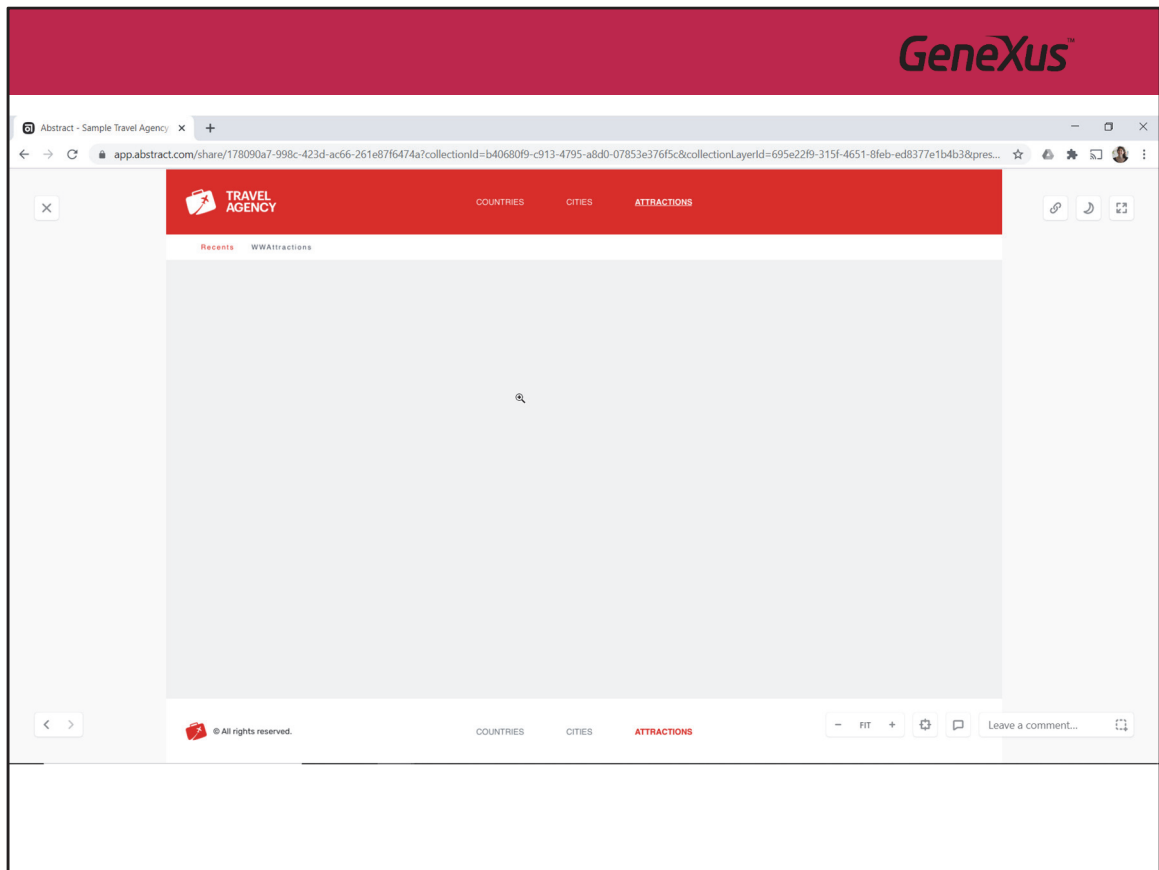 GeneXus™
Abstract - Sample Travel Agency
app.abstract.com/share/178090a7-998c-423d-ac66-261e87f6474a?collectionId=b40680f9-c913-4795-a8d0-07853e376f5c&collectionLayerId=695e22f9-315f-4651-8feb-ed8377e1b4b3&pres...
TRAVEL
AGENCY
COUNTRIES CITIES ATTRACTIONS
Recents WWAttractions
© All rights reserved.
COUNTRIES CITIES ATTRACTIONS
FIT
Leave a comment...